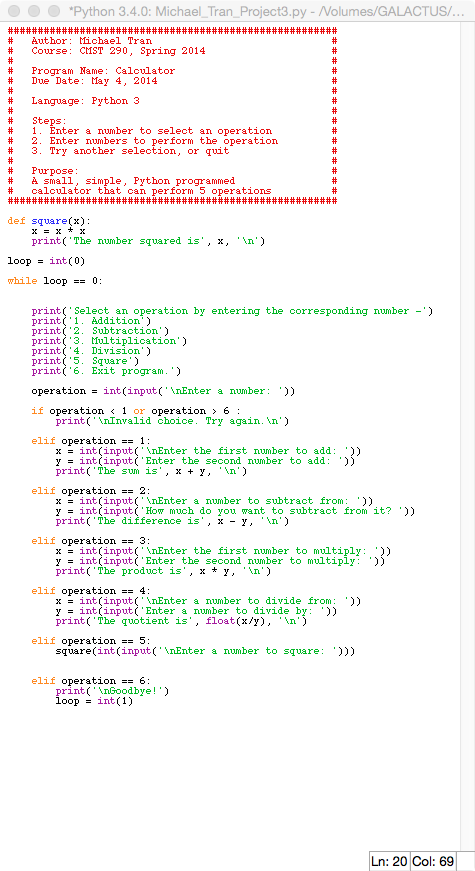 *Python 3.4.0: Michael_Tran_Project3.py - /Volumes/GALACTUS/...
#######################################################
#   Author: Michael Tran                              #
#   Course: CMST 290, Spring 2014                     #
#                                                     #
#   Program Name: Calculator                          #
#   Due Date: May 4, 2014                             #
#                                                     #
#   Language: Python 3                                #
#                                                     #
#   Steps:                                            #
#   1. Enter a number to select an operation          #
#   2. Enter numbers to perform the operation         #
#   3. Try another selection, or quit                 #
#                                                     #
#   Purpose:                                          #
#   A small, simple, Python programmed                #
#   calculator that can perform 5 operations          #
#######################################################
def square(x):
    x = x * x
    print('The number squared is', x, '\n')
loop = int(0)
while loop == 0:
    print('Select an operation by entering the corresponding number -')
    print('1. Addition')
    print('2. Subtraction')
    print('3. Multiplication')
    print('4. Division')
    print('5. Square')
    print('6. Exit program.')
    operation = int(input('\nEnter a number: '))
    if operation < 1 or operation > 6 :
        print('\nInvalid choice. Try again.\n')
    elif operation == 1:
        x = int(input('\nEnter the first number to add: '))
        y = int(input('Enter the second number to add: '))
        print('The sum is', x + y, '\n')
    elif operation == 2:
        x = int(input('\nEnter a number to subtract from: '))
        y = int(input('How much do you want to subtract from it? '))
        print('The difference is', x - y, '\n')
    elif operation == 3:
        x = int(input('\nEnter the first number to multiply: '))
        y = int(input('Enter the second number to multiply: '))
        print('The product is', x * y, '\n')
    elif operation == 4:
        x = int(input('\nEnter a number to divide from: '))
        y = int(input('Enter a number to divide by: '))
        print('The quotient is', float(x/y), '\n')
    elif operation == 5:
        square(int(input('\nEnter a number to square: ')))
    elif operation == 6:
        print('\nGoodbye!')
        loop = int(1)
Ln: 20 Col: 69